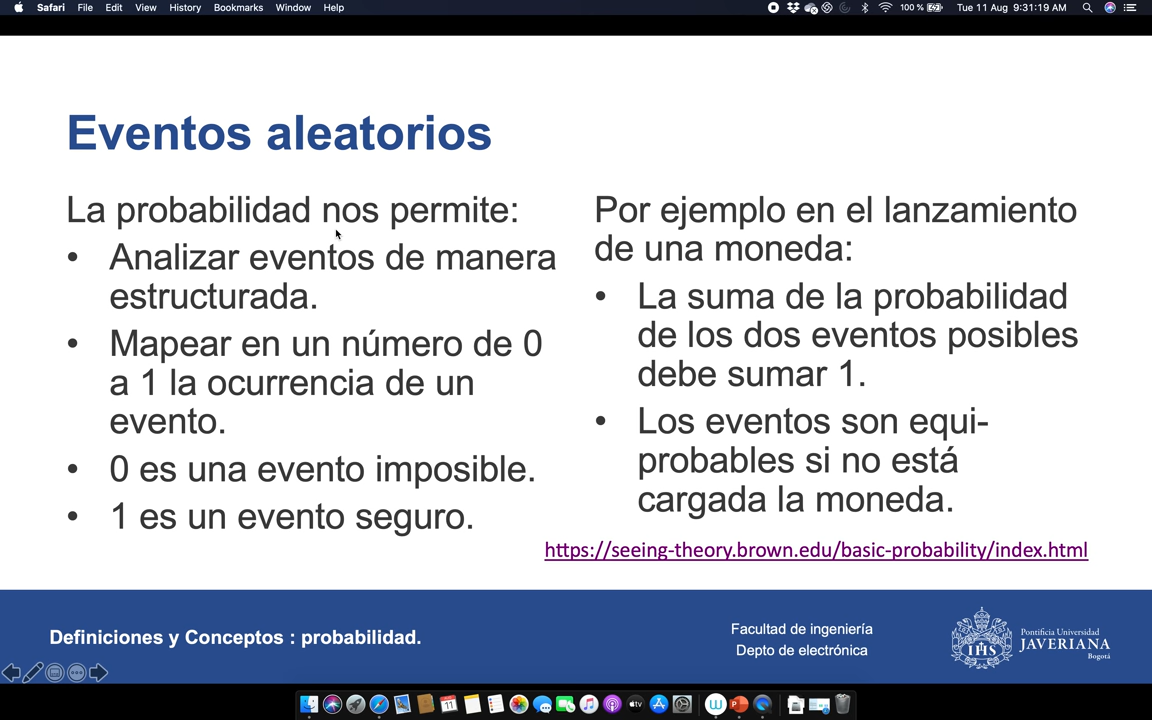 Safari File Edit View History Bookmarks Window Help 100 % Tue 11 Aug 9:31:19 AM
Eventos aleatorios
La probabilidad nos permite:
• Analizar eventos de manera
estructurada.
• Mapear en un número de 0
a 1 la ocurrencia de un
evento.
• 0 es una evento imposible.
• 1 es un evento seguro.
Por ejemplo en el lanzamiento
de una moneda:
• La suma de la probabilidad
de los dos eventos posibles
debe sumar 1.
• Los eventos son equi-
probables si no está
cargada la moneda.
https://seeing-theory.brown.edu/basic-probability/index.html
Definiciones y Conceptos : probabilidad.
Facultad de ingeniería
Depto de electrónica
IHS
Pontificia Universidad
JAVERIANA
Bogotá